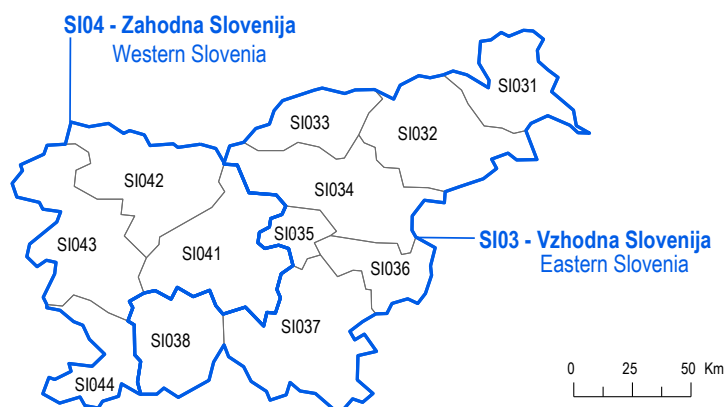 SI04 - Zahodna Slovenija
Western Slovenia
SI031
SI033
SI032
SI042
SI034
SI043
SI035
SI041
SI03 - Vzhodna Slovenija
Eastern Slovenia
SI036
SI037
SI038
SI044
0 25 50 Km